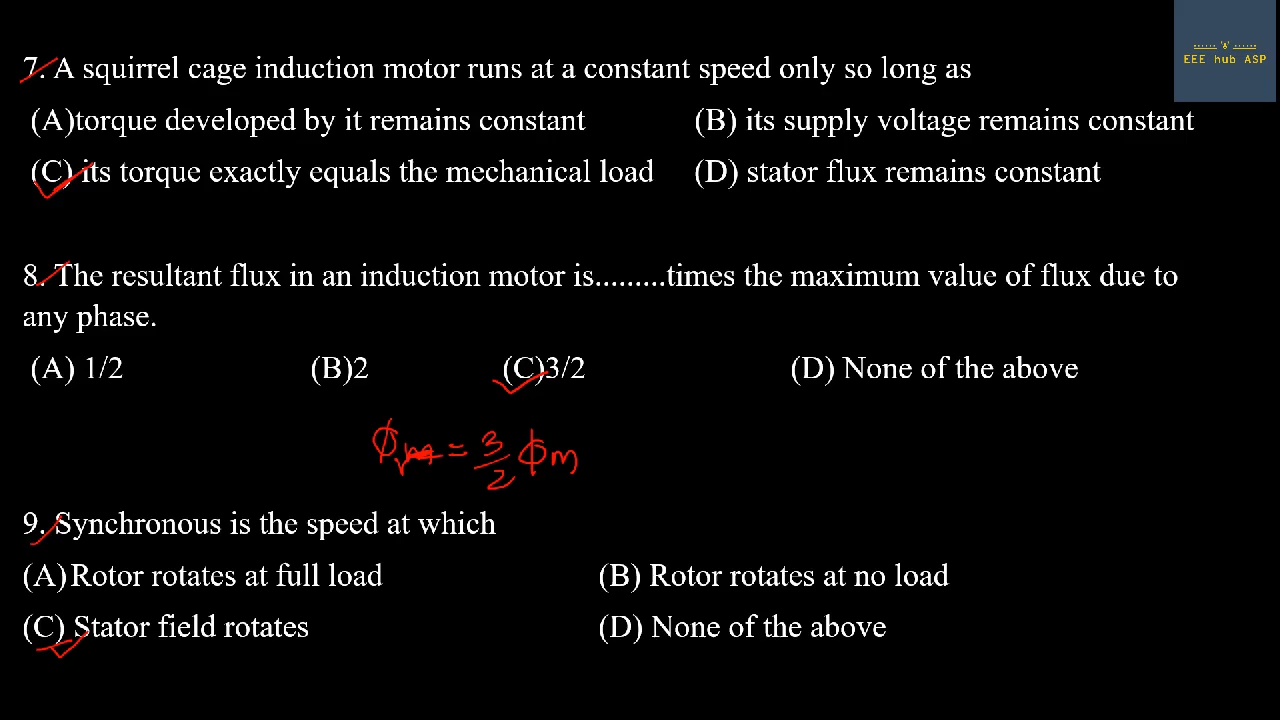 EEE hub ASP
7. A squirrel cage induction motor runs at a constant speed only so long as
(A)torque developed by it remains constant (B) its supply voltage remains constant
(C) its torque exactly equals the mechanical load (D) stator flux remains constant
8. The resultant flux in an induction motor is.........times the maximum value of flux due to
any phase.
(A) 1/2 (B)2 (C)3/2 (D) None of the above
= 3/2 ϕm
9. Synchronous is the speed at which
(A) Rotor rotates at full load (B) Rotor rotates at no load
(C) Stator field rotates (D) None of the above